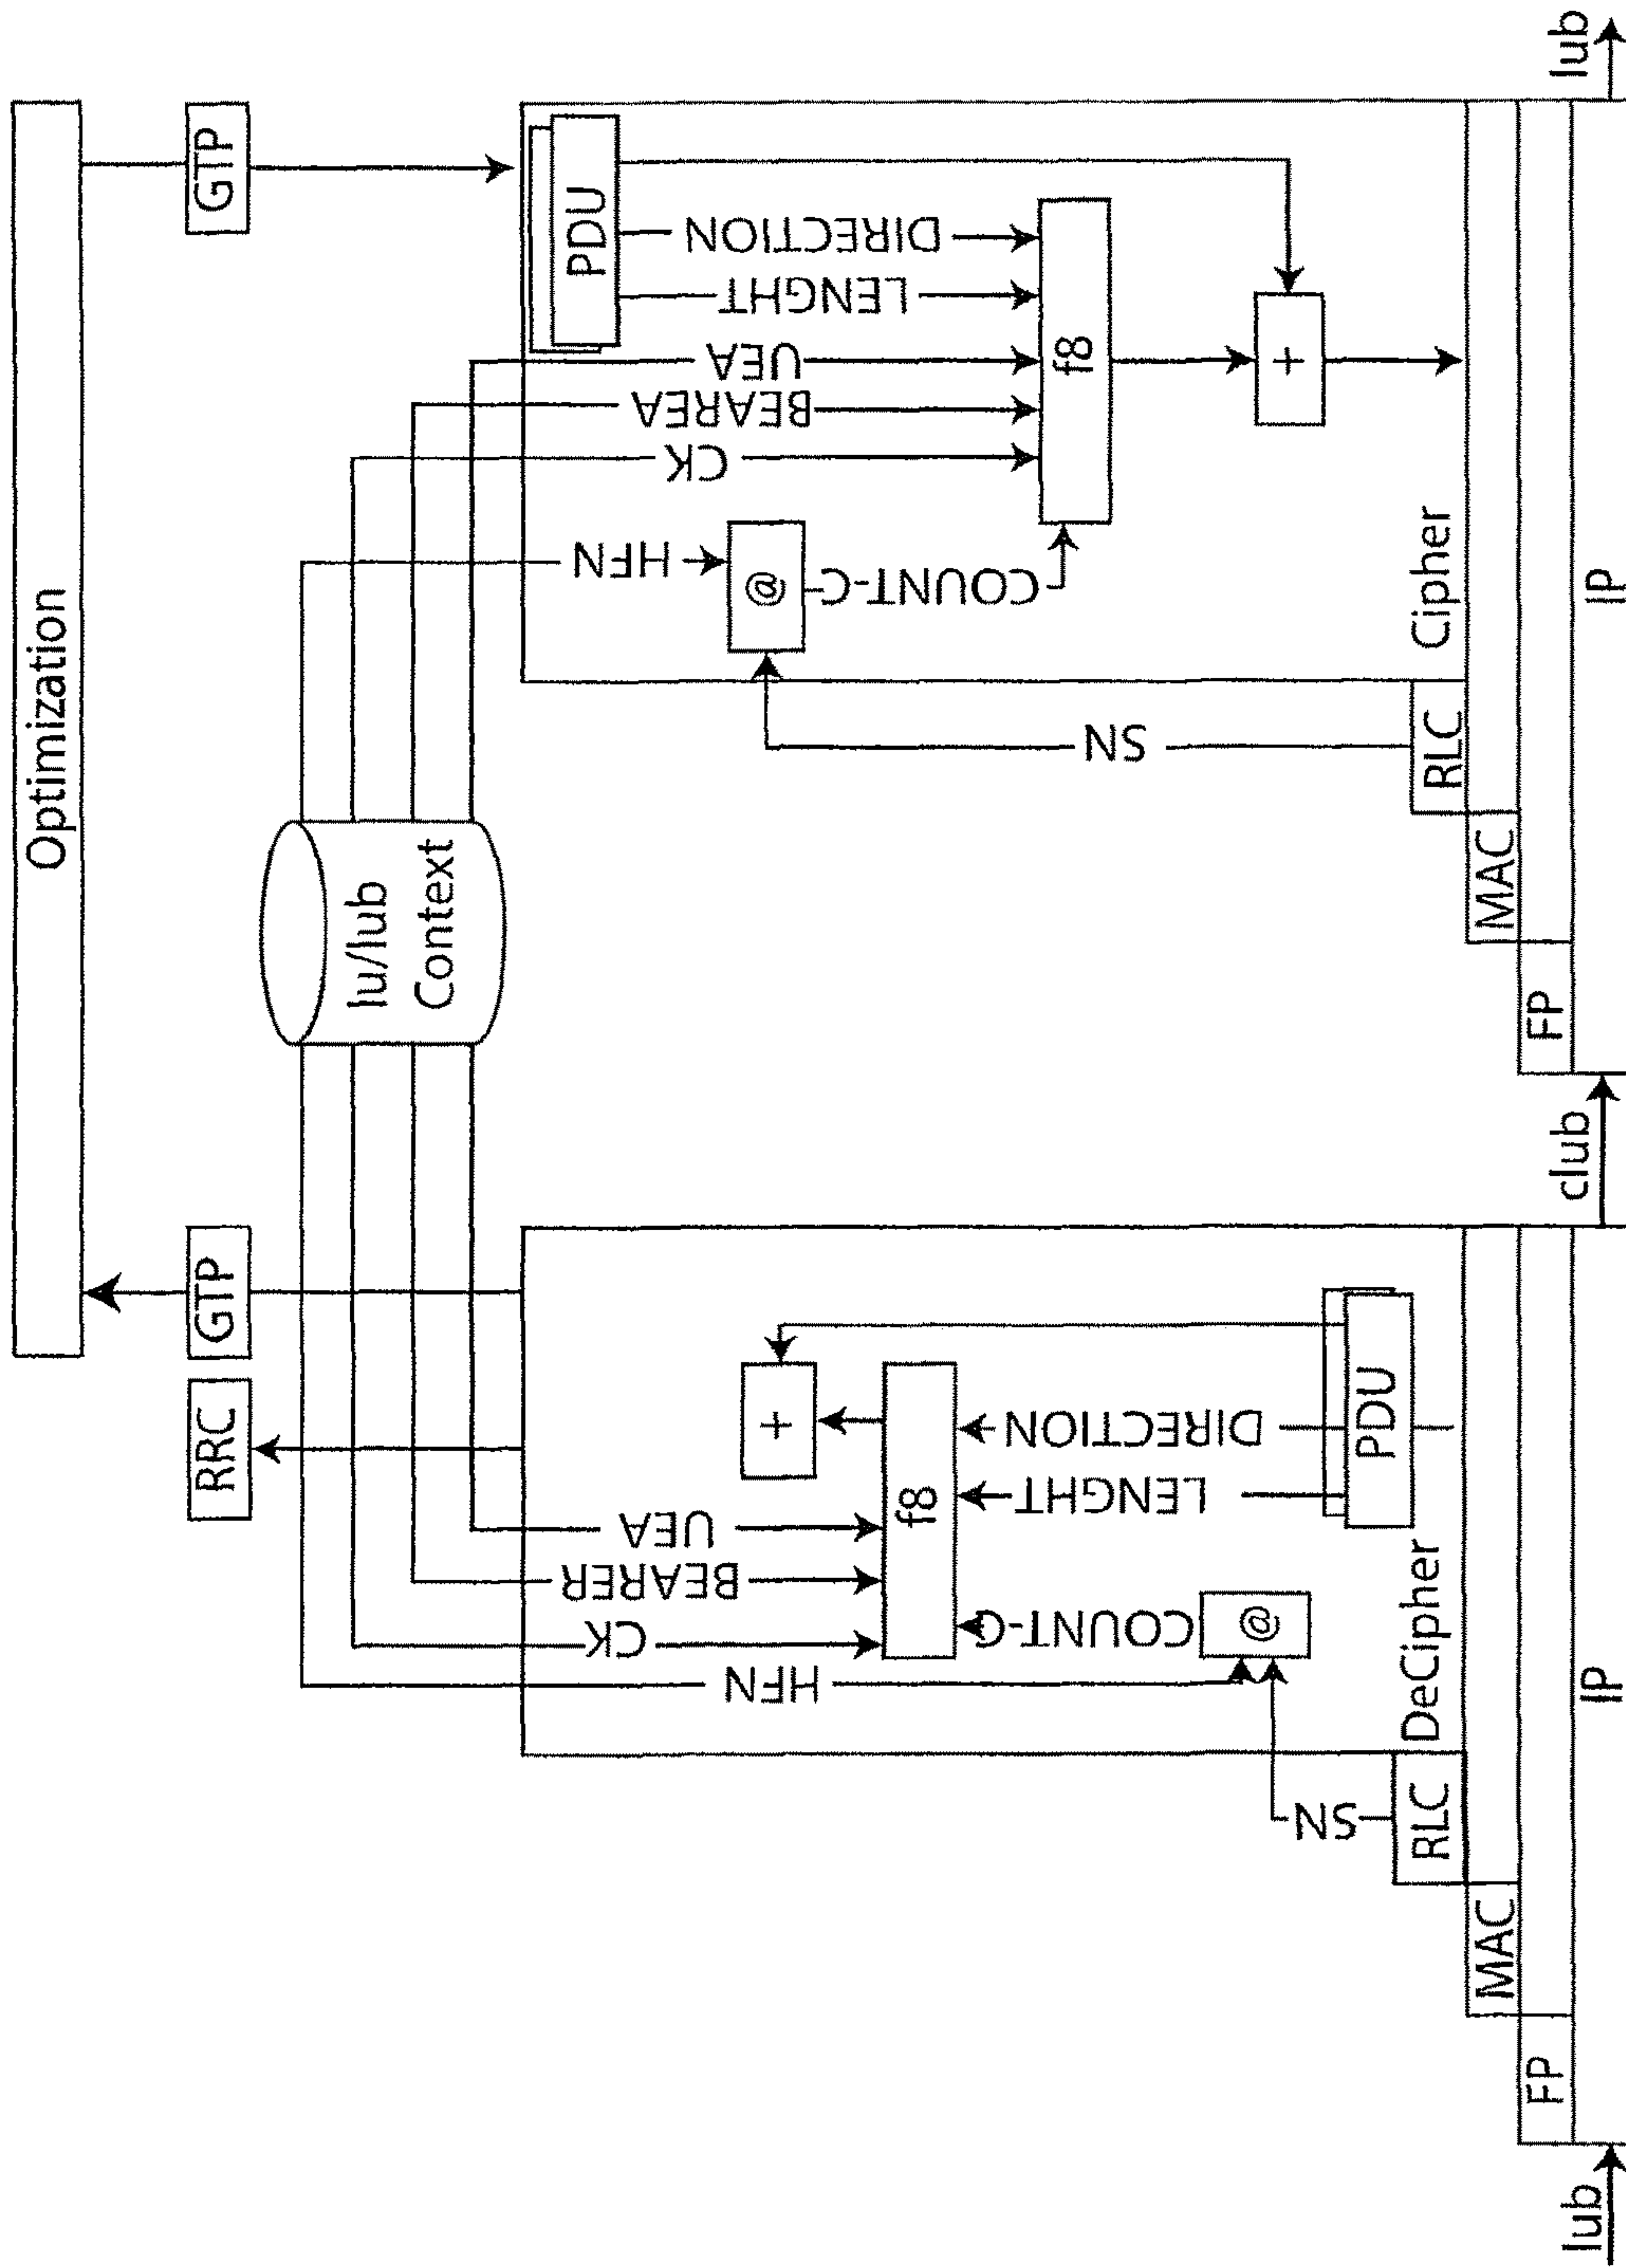 Optimization
RRC
GTP
GTP
Iu/Iub
Context
HFN
CK
BEARER
UEA
f8
+
COUNT-C
LENGHT
DIRECTION
@
PDU
SN
RLC
DeCipher
MAC
FP
IP
Iub
club
PDU
HFN
CK
BEAREA
UEA
LENGHT
DIRECTION
@
COUNT-C
f8
SN
+
RLC
Cipher
MAC
FP
IP
Iub